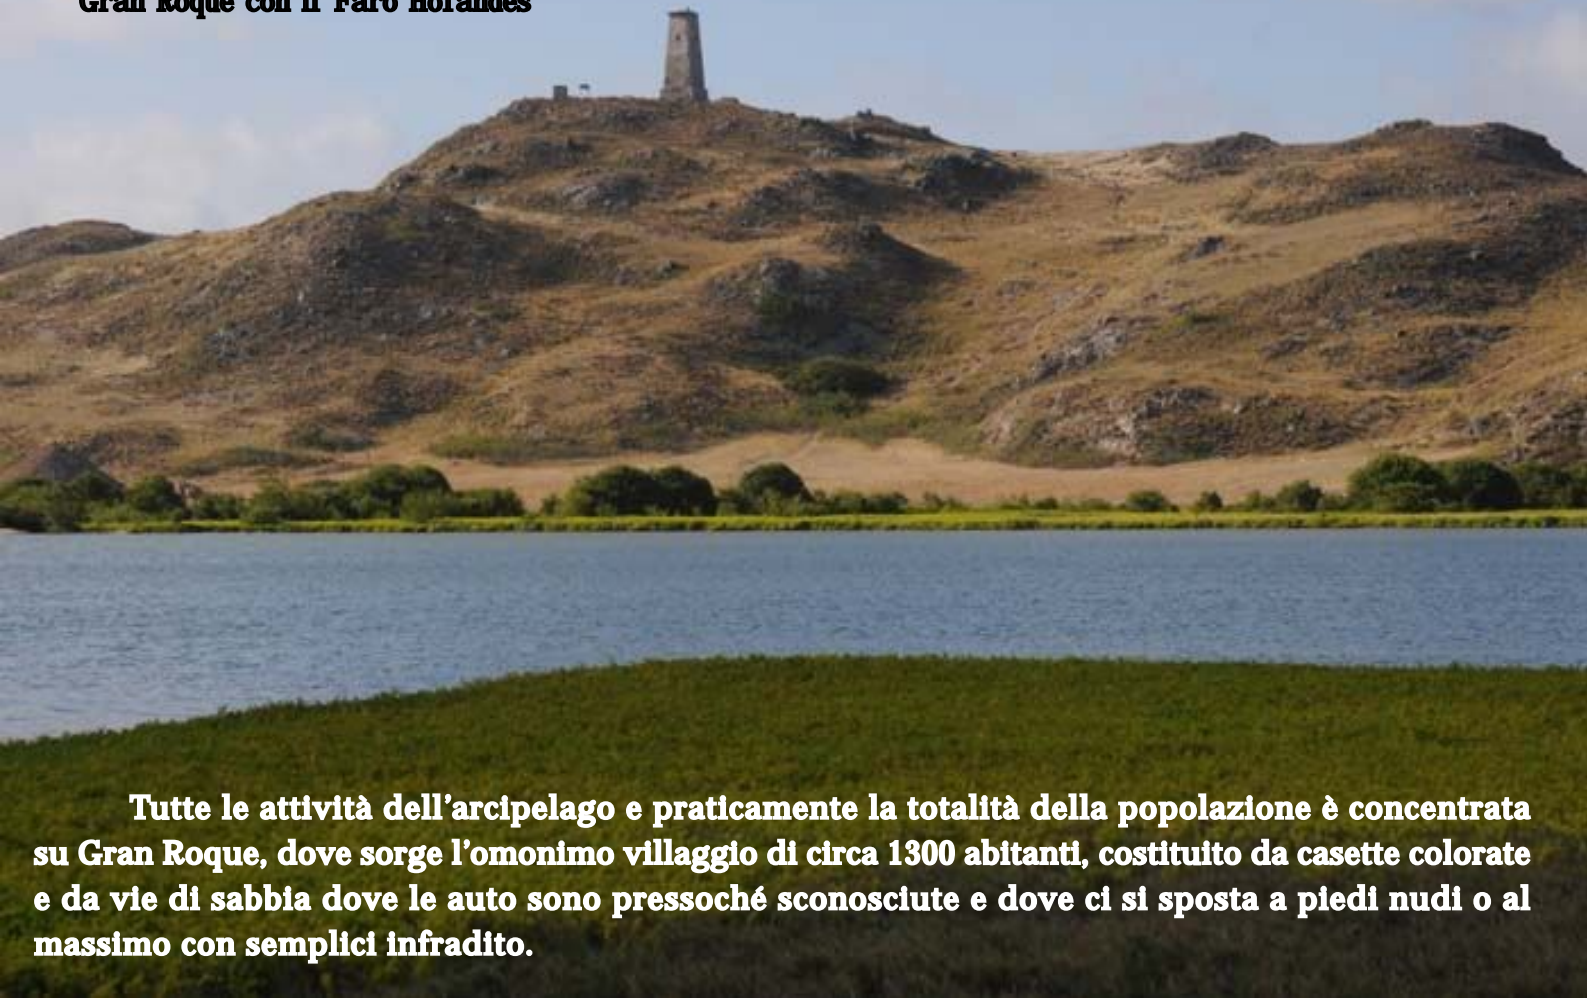 Gran Roque con il Faro Holandés
Tutte le attività dell'arcipelago e praticamente la totalità della popolazione è concentrata
su Gran Roque, dove sorge l'omonimo villaggio di circa 1300 abitanti, costituito da casette colorate
e da vie di sabbia dove le auto sono pressoché sconosciute e dove ci si sposta a piedi nudi o al
massimo con semplici infradito.